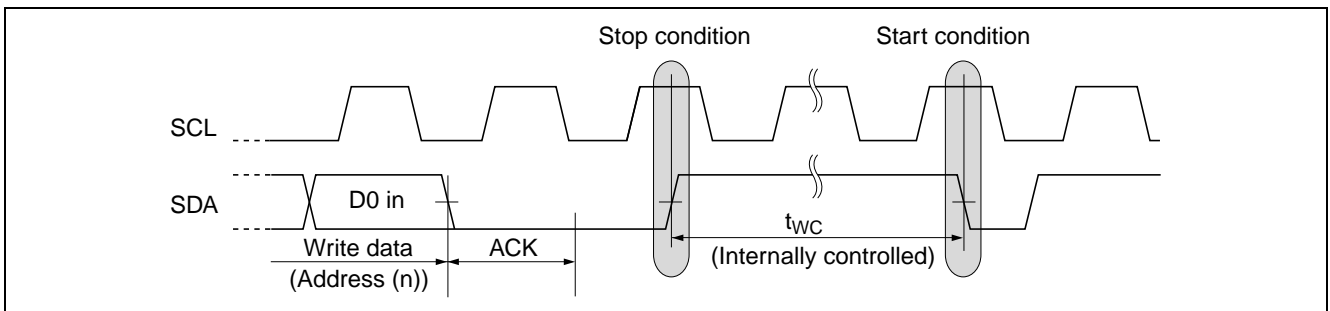 Stop condition
Start condition
SCL
SDA
D0 in
Write data
(Address (n))
ACK
tWC
(Internally controlled)